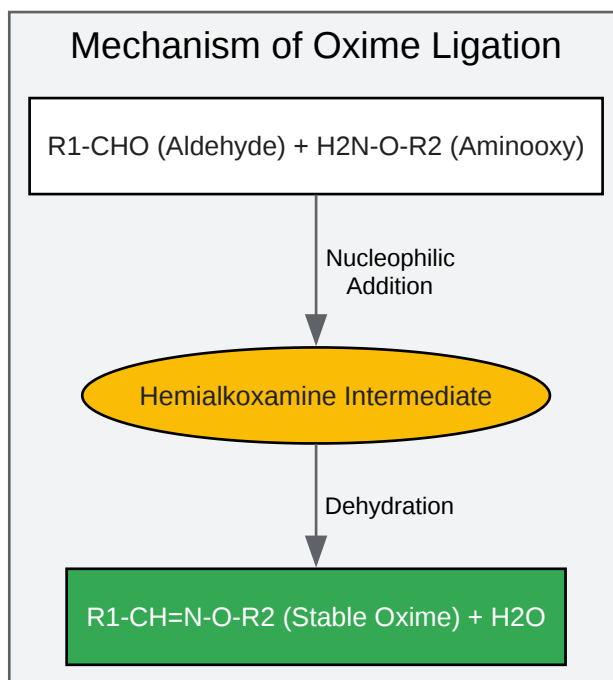 Mechanism of Oxime Ligation
R1-CHO (Aldehyde) + H2N-O-R2 (Aminooxy)
Nucleophilic
Addition
Hemialkoxamine Intermediate
Dehydration
R1-CH=N-O-R2 (Stable Oxime) + H2O